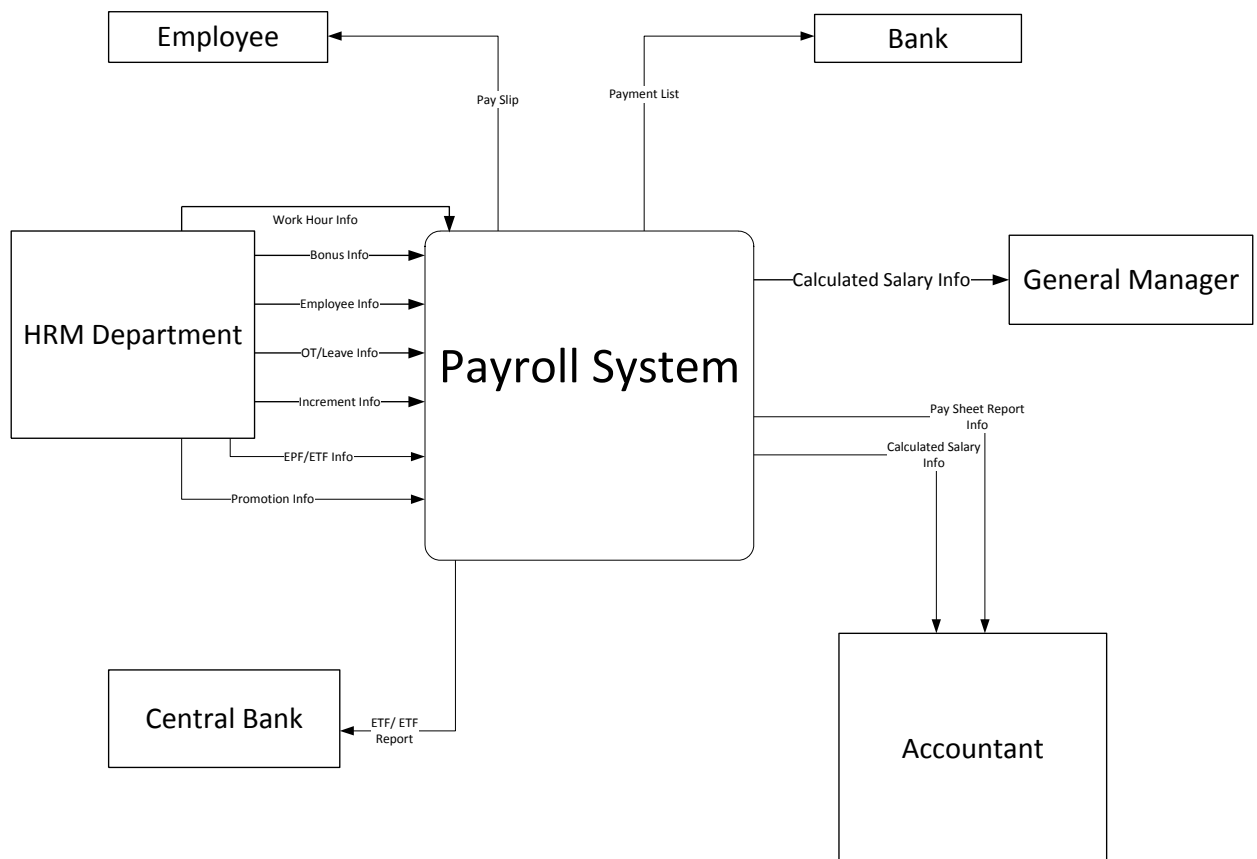 Employee
Bank
Pay Slip
Payment List
Work Hour Info
Bonus Info
Employee Info
OT/Leave Info
Increment Info
EPF/ETF Info
Promotion Info
HRM Department
Payroll System
Calculated Salary Info
General Manager
Pay Sheet Report
Info
Calculated Salary
Info
Central Bank
ETF/ ETF
Report
Accountant